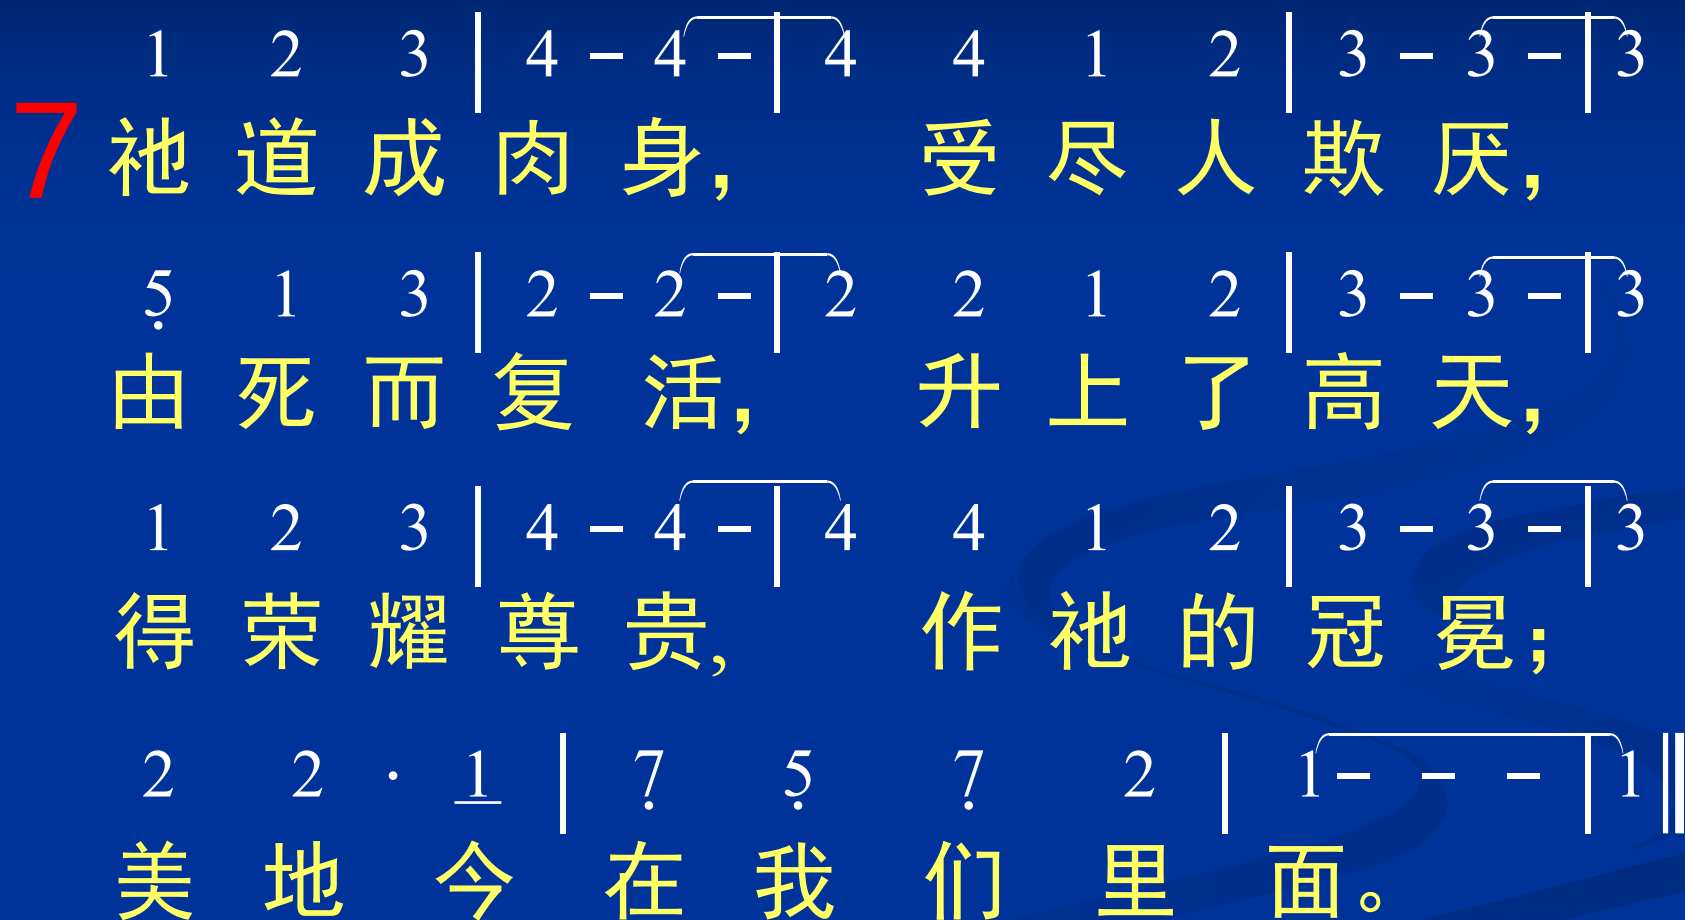 1 2 3 | 4 – 4 – | 4 4 1 2 | 3 – 3 – | 3
7 祂道成肉身， 受尽人欺厌，
5̣ 1 3 | 2 – 2 – | 2 2 1 2 | 3 – 3 – | 3
由死而复活， 升上了高天，
1 2 3 | 4 – 4 – | 4 4 1 2 | 3 – 3 – | 3
得荣耀尊贵, 作祂的冠冕；
2 2 · 1̲ | 7̣ 5̣ 7̣ 2 | 1 – – – | 1 ‖
美地今在我们里面。